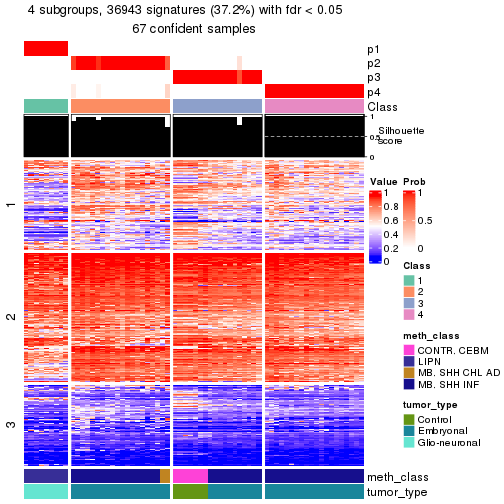 4 subgroups, 36943 signatures (37.2%) with fdr < 0.05
67 confident samples
p1
p2
p3
p4
Class
1
0.5
0
Silhouette
score
1
2
3
meth_class
tumor_type
Value
1
0.8
0.6
0.4
0.2
0
Prob
1
0.5
0
Class
1
2
3
4
meth_class
CONTR. CEBM
LIPN
MB. SHH CHL AD
MB. SHH INF
tumor_type
Control
Embryonal
Glio-neuronal